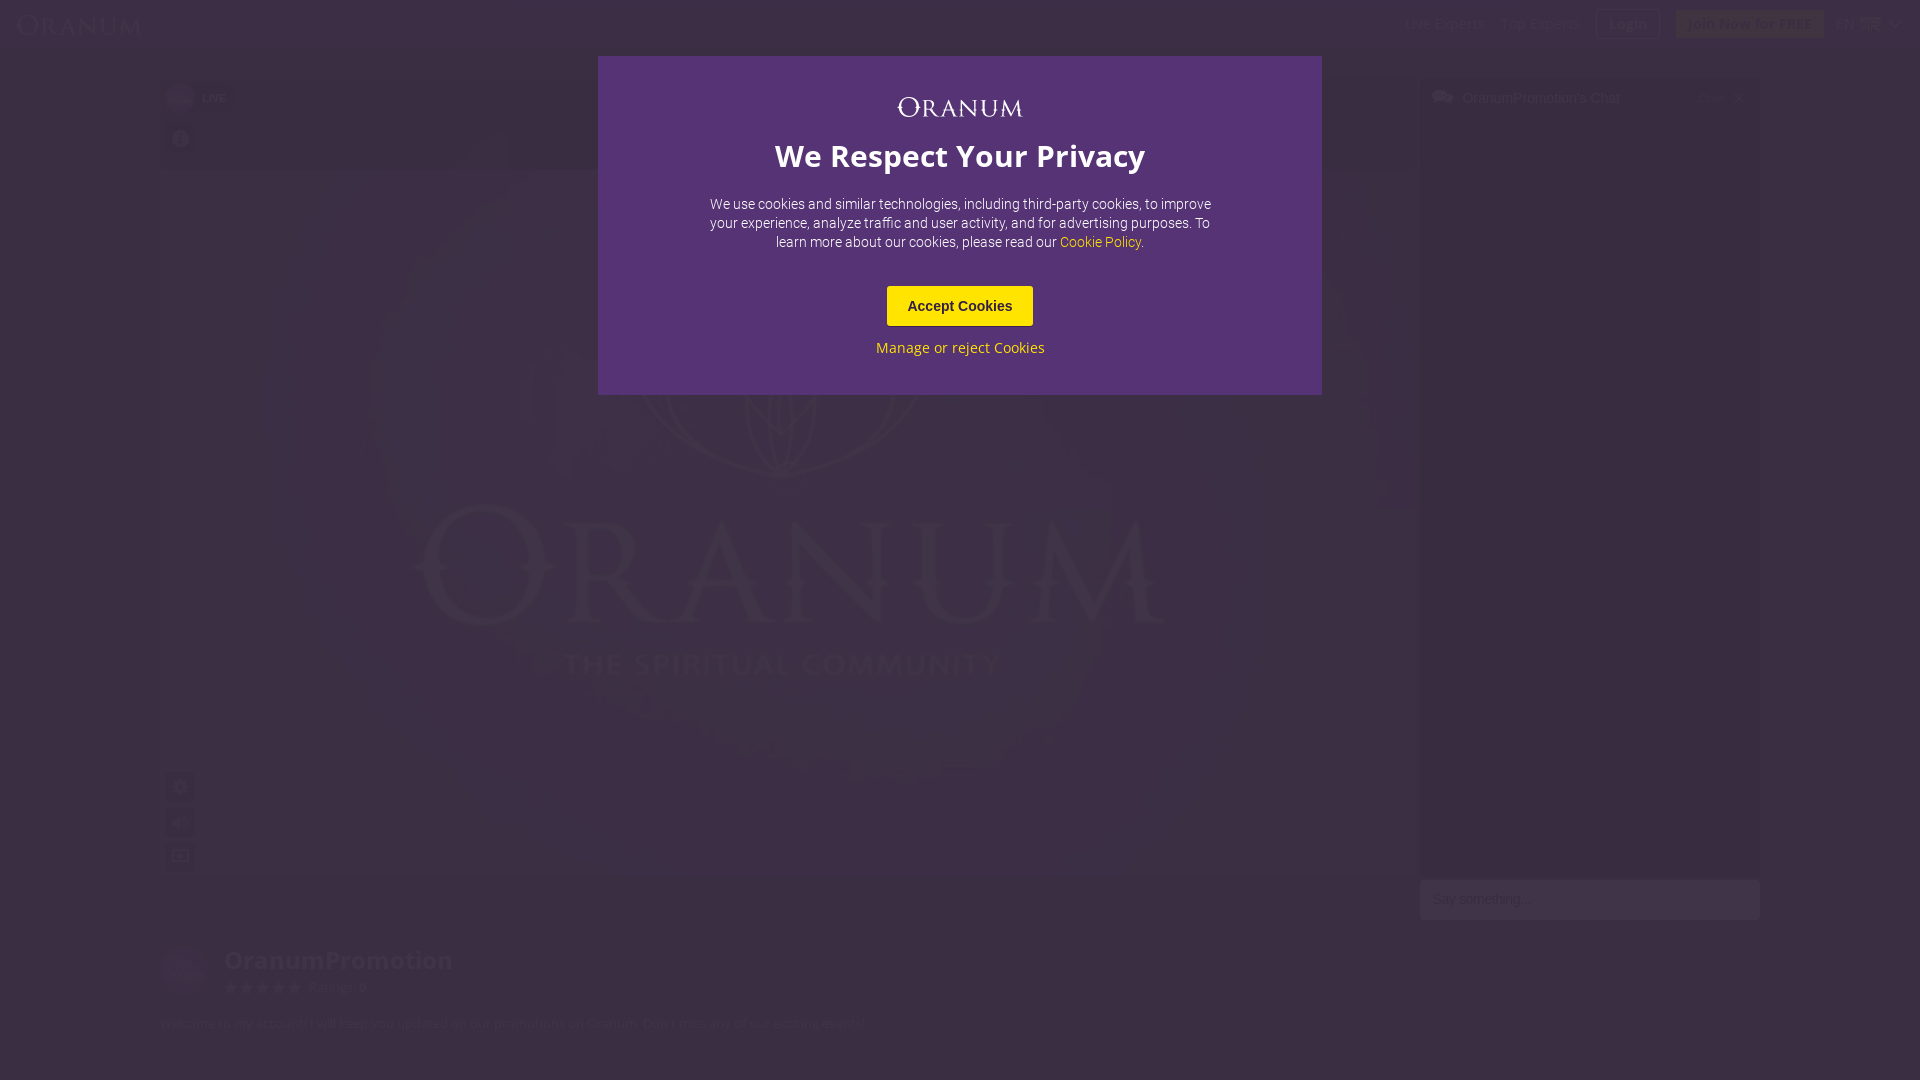 ORANUM
Live Experts
Top Experts
Login
Join Now for FREE
EN
ORANUM
We Respect Your Privacy
We use cookies and similar technologies, including third-party cookies, to improve
your experience, analyze traffic and user activity, and for advertising purposes. To
learn more about our cookies, please read our Cookie Policy.
Accept Cookies
Manage or reject Cookies
LIVE
OranumPromotion's Chat
ORANUM
THE SPIRITUAL COMMUNITY
Say something...
OranumPromotion